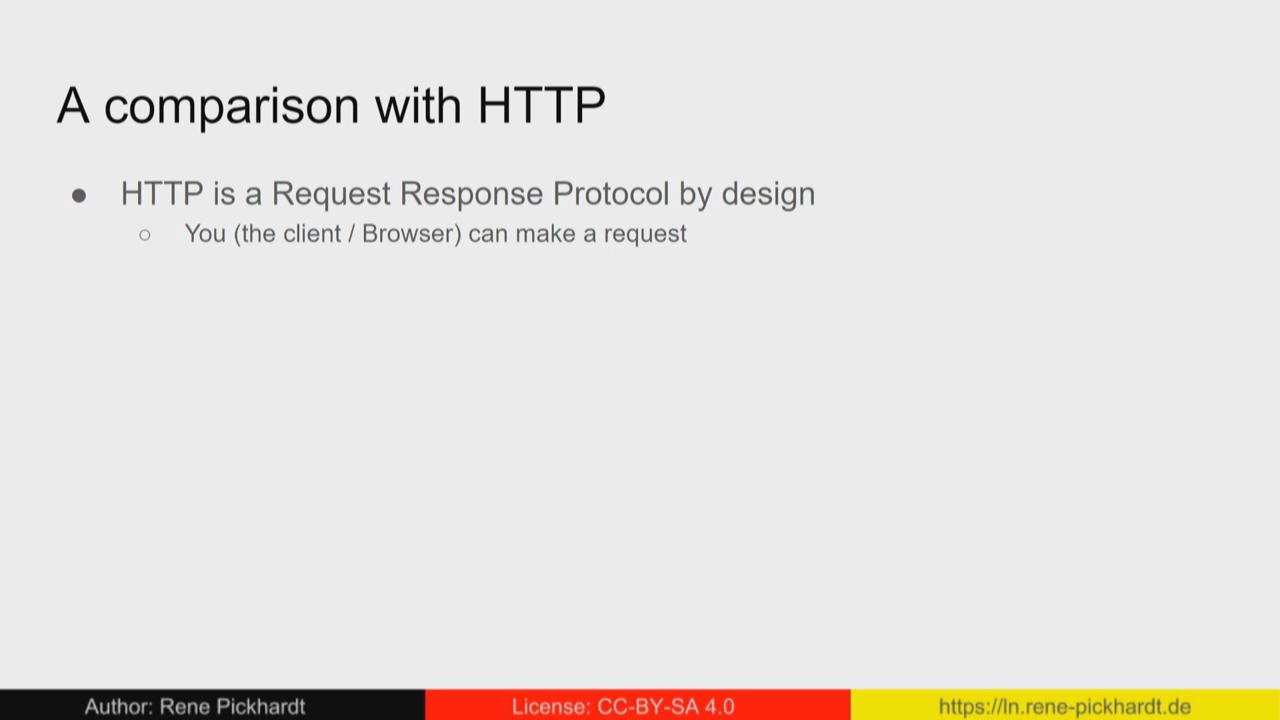 A comparison with HTTP
● HTTP is a Request Response Protocol by design
○ You (the client / Browser) can make a request
Author: Rene Pickhardt
License: CC-BY-SA 4.0
https://ln.rene-pickhardt.de